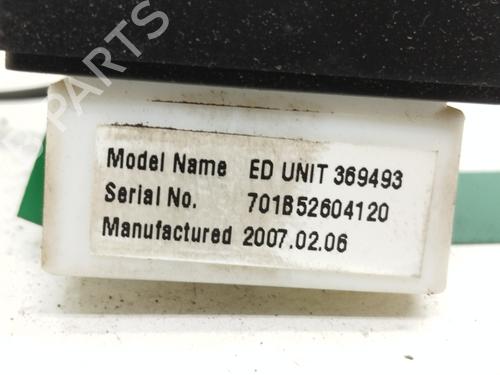 B-PARTS
Model Name ED UNIT 369493
Serial No. 701B52604120
Manufactured 2007.02.06